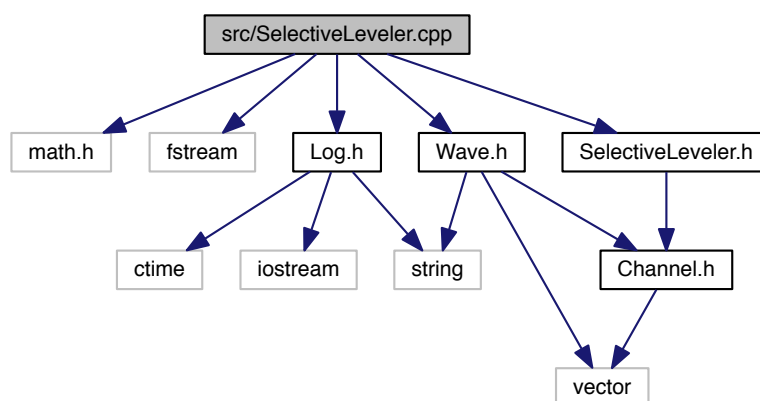 src/SelectiveLeveler.cpp
math.h
fstream
Log.h
Wave.h
SelectiveLeveler.h
ctime
iostream
string
Channel.h
vector